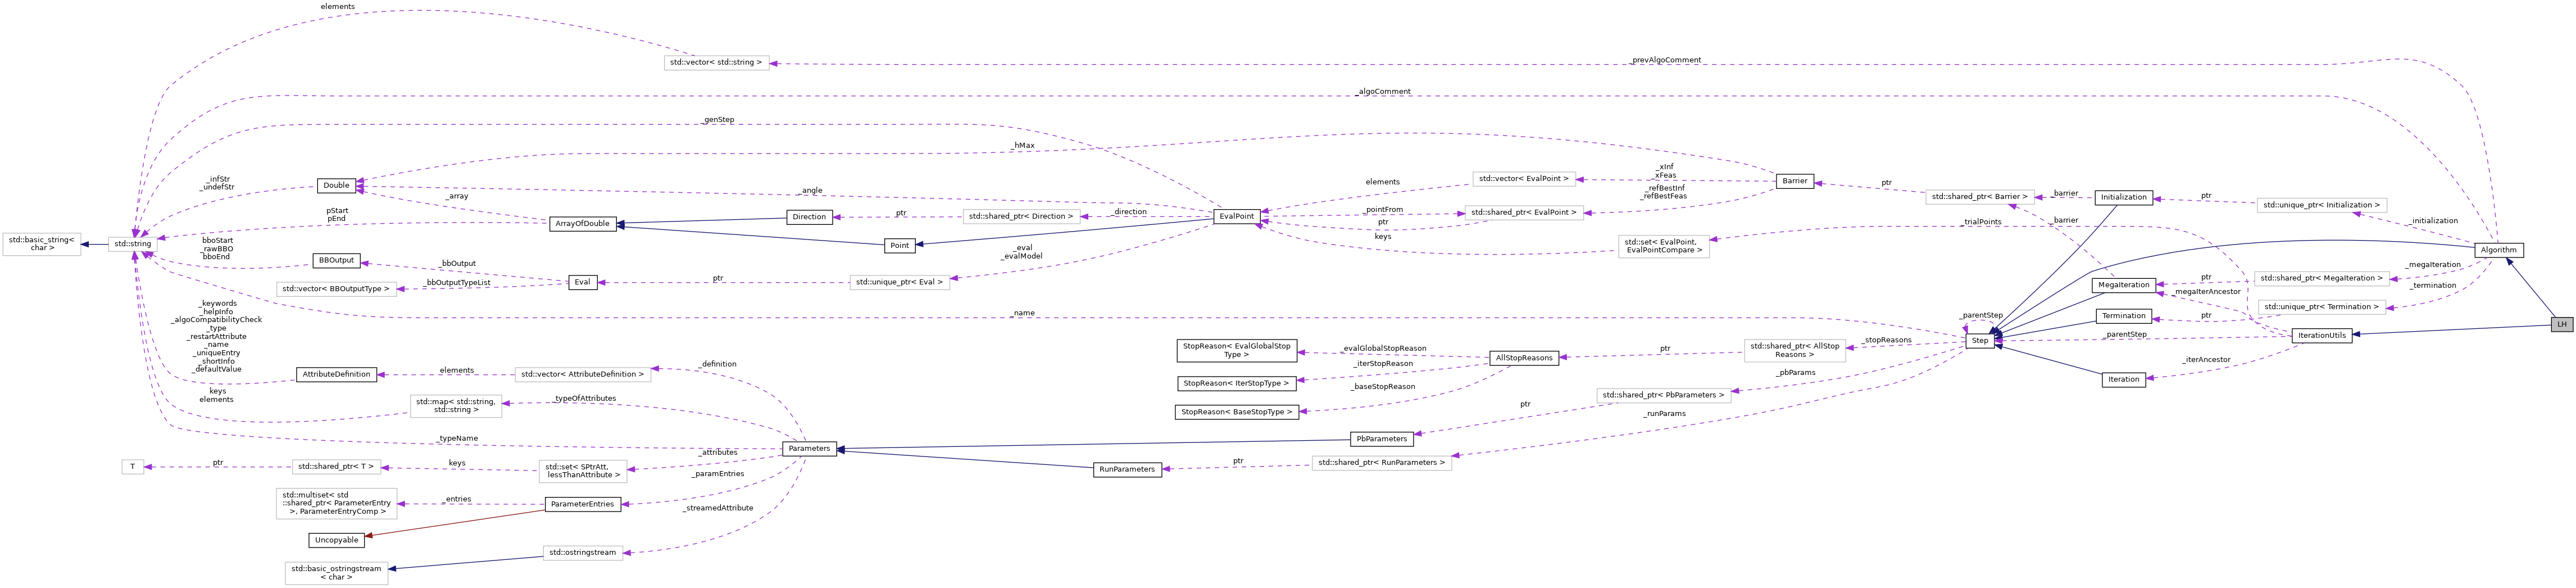 elements
std::vector< std::string >
_prevAlgoComment
_algoComment
_genStep
_hMax
_infStr
_undefStr
Double
_angle
_array
pStart
pEnd
ArrayOfDouble
Direction
ptr
std::shared_ptr< Direction >
_direction
EvalPoint
elements
std::vector< EvalPoint >
_xInf
_xFeas
_refBestInf
_refBestFeas
Barrier
ptr
std::shared_ptr< Barrier >
_barrier
Initialization
ptr
std::unique_ptr< Initialization >
_initialization
Algorithm
_pointFrom
ptr
keys
std::shared_ptr< EvalPoint >
std::set< EvalPoint,
EvalPointCompare >
_trialPoints
_barrier
std::basic_string<
char >
std::string
bboStart
_rawBBO
bboEnd
BBOutput
_bbOutput
Point
_eval
_evalModel
std::vector< BBOutputType >
_bbOutputTypeList
Eval
ptr
std::unique_ptr< Eval >
MegaIteration
ptr
std::shared_ptr< MegaIteration >
_megaIteration
_termination
_megaIterAncestor
std::unique_ptr< Termination >
Termination
ptr
_name
_parentStep
Step
_parentStep
IterationUtils
LH
_iterAncestor
Iteration
_keywords
_helpInfo
_algoCompatibilityCheck
_type
_restartAttribute
_name
_uniqueEntry
_shortInfo
_defaultValue
AttributeDefinition
elements
std::vector< AttributeDefinition >
_definition
keys
elements
std::map< std::string,
std::string >
_typeOfAttributes
StopReason< EvalGlobalStop
Type >
_evalGlobalStopReason
StopReason< IterStopType >
_iterStopReason
StopReason< BaseStopType >
_baseStopReason
AllStopReasons
ptr
std::shared_ptr< AllStop
Reasons >
_stopReasons
_pbParams
std::shared_ptr< PbParameters >
ptr
_runParams
_typeName
Parameters
PbParameters
RunParameters
ptr
std::shared_ptr< RunParameters >
T
ptr
std::shared_ptr< T >
keys
std::set< SPtrAtt,
lessThanAttribute >
_attributes
_paramEntries
std::multiset< std
::shared_ptr< ParameterEntry
>, ParameterEntryComp >
_entries
ParameterEntries
_streamedAttribute
Uncopyable
std::ostringstream
std::basic_ostringstream
< char >